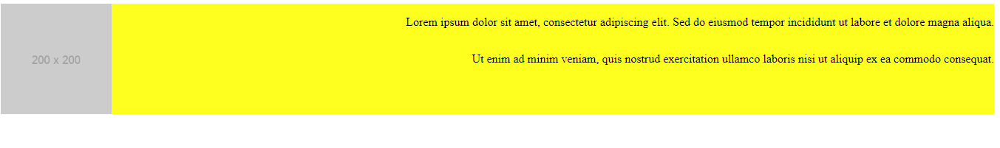 Lorem ipsum dolor sit amet, consectetur adipiscing elit. Sed do eiusmod tempor incididunt ut labore et dolore magna aliqua.
200 x 200
Ut enim ad minim veniam, quis nostrud exercitation ullamco laboris nisi ut aliquip ex ea commodo consequat.